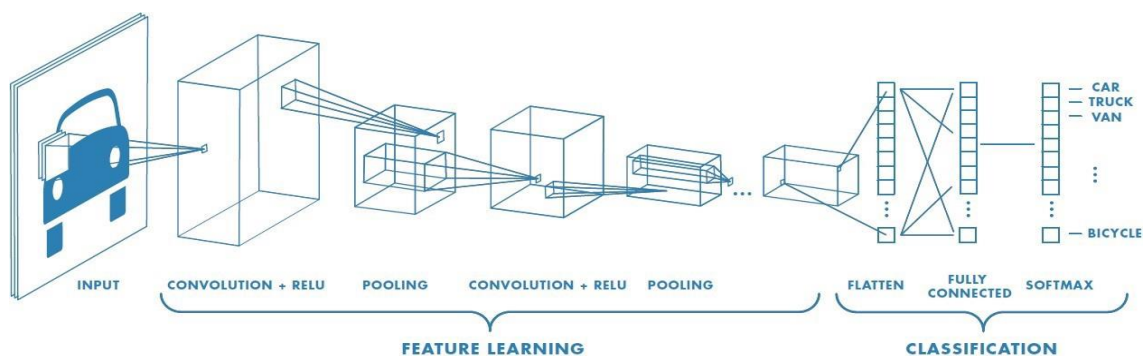 CAR
TRUCK
VAN
BICYCLE
INPUT
CONVOLUTION + RELU
POOLING
CONVOLUTION + RELU
POOLING
FLATTEN
FULLY
CONNECTED
SOFTMAX
FEATURE LEARNING
CLASSIFICATION